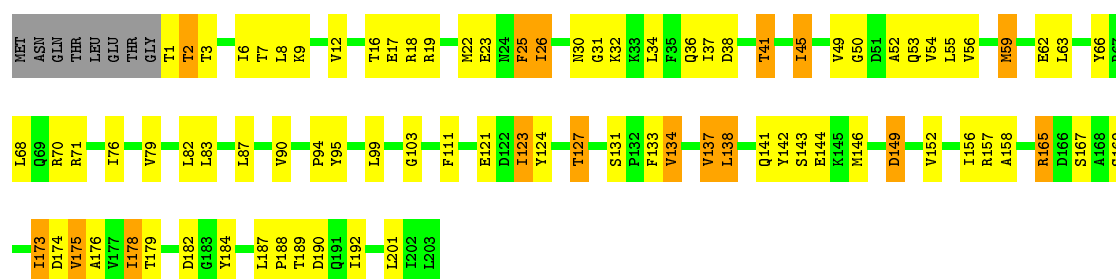 MET ASN GLN THR LEU GLU THR GLY T1 T2 T3 I6 T7 L8 K9 V12 T16 E17 R18 R19 M22 E23 N24 F25 I26 N30 G31 K32 K33 L34 F35 Q36 I37 D38 T41 I45 V49 G50 D51 A52 Q53 V54 L55 V56 M59 E62 L63 Y66
L68 Q69 R70 R71 I76 V79 L82 L83 L87 V90 P94 Y95 L99 G103 F111 E121 D122 I123 Y124 T127 S131 P132 F133 V134 V137 L138 Q141 Y142 S143 E144 K145 M146 D149 V152 I156 R157 A158 R165 D166 S167 A168
I173 D174 V175 A176 V177 I178 T179 D182 G183 Y184 L187 P188 T189 D190 Q191 I192 L201 I202 L203